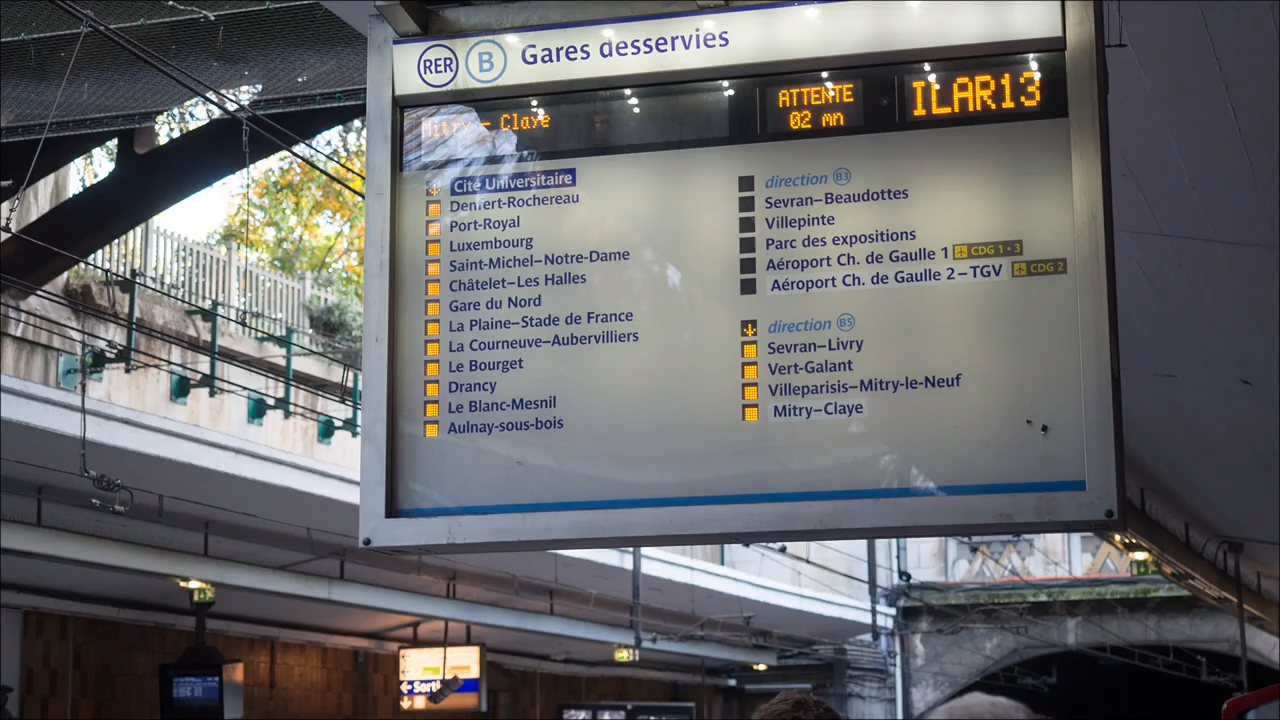 RER B Gares desservies
Mitry - Claye
ATTENTE
02 mn
ILAR13
Cité Universitaire
Denfert-Rochereau
Port-Royal
Luxembourg
Saint-Michel–Notre-Dame
Châtelet–Les Halles
Gare du Nord
La Plaine–Stade de France
La Courneuve–Aubervilliers
Le Bourget
Drancy
Le Blanc-Mesnil
Aulnay-sous-bois
direction B3
Sevran–Beaudottes
Villepinte
Parc des expositions
Aéroport Ch. de Gaulle 1 CDG 1•3
Aéroport Ch. de Gaulle 2–TGV CDG 2
direction B5
Sevran–Livry
Vert-Galant
Villeparisis–Mitry-le-Neuf
Mitry–Claye